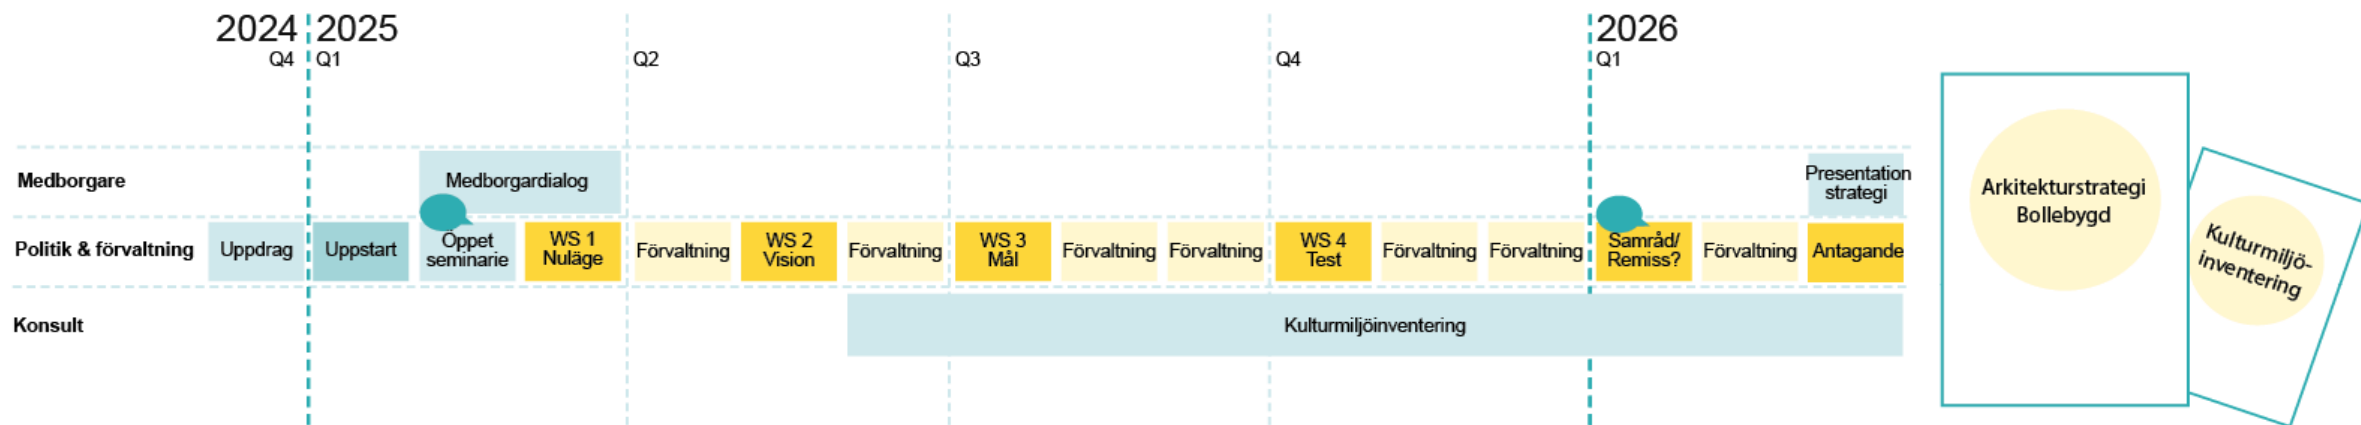 2024
2025
2026
Q4
Q1
Q2
Q3
Q4
Q1
Medborgare
Medborgardialog
Presentation
strategi
Politik & förvaltning
Uppdrag
Uppstart
Öppet
seminarie
WS 1
Nuläge
Förvaltning
WS 2
Vision
Förvaltning
WS 3
Mål
Förvaltning
Förvaltning
WS 4
Test
Förvaltning
Förvaltning
Samråd/
Remiss?
Förvaltning
Antagande
Konsult
Kulturmiljöinventering
Arkitekturstrategi
Bollebygd
Kulturmiljö-
inventering